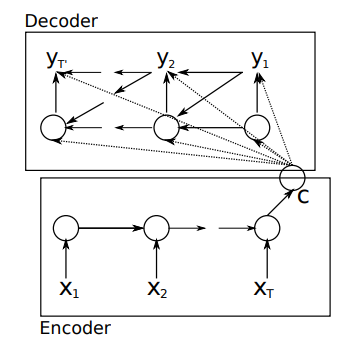 Decoder
yT' y2 y1
c
x1 x2 xT
Encoder